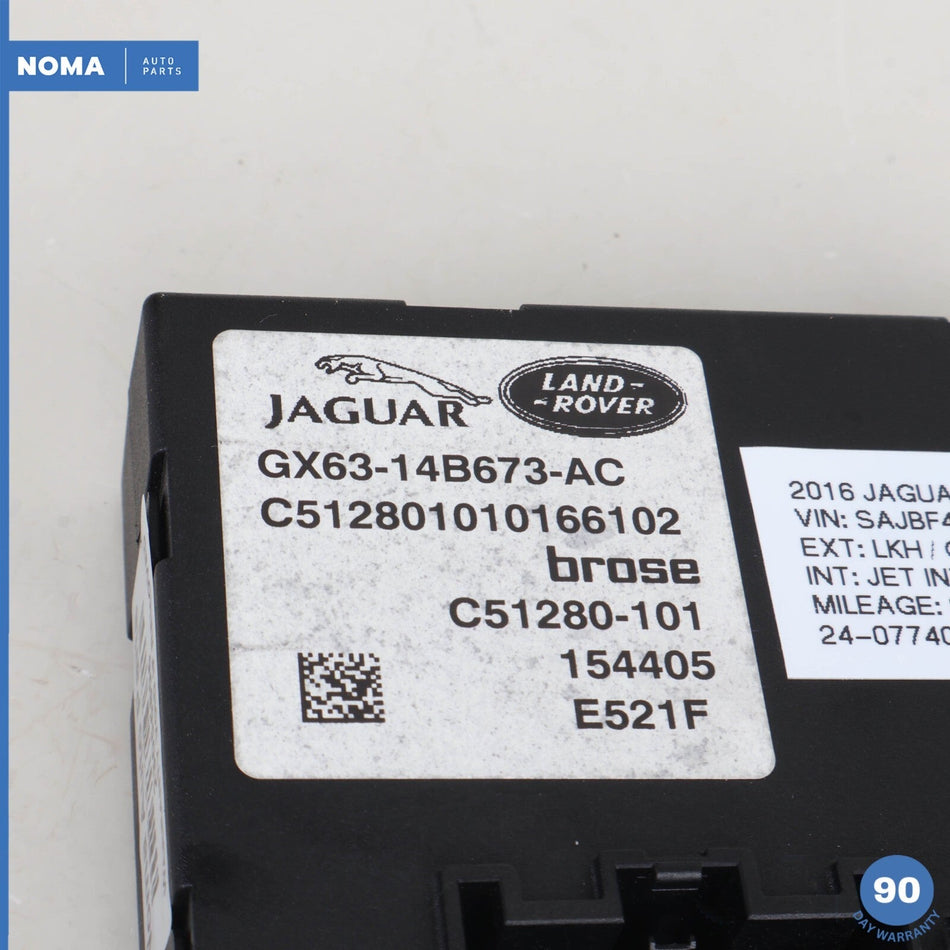 NOMA
AUTO
PARTS
JAGUAR
LAND-
-ROVER
GX63-14B673-AC
C512801010166102
brose
C51280-101
154405
E521F
2016 JAGUA
VIN: SAJBF4
EXT: LKH /
INT: JET IN
MILEAGE:
24-07740
90
DAY WARRANTY